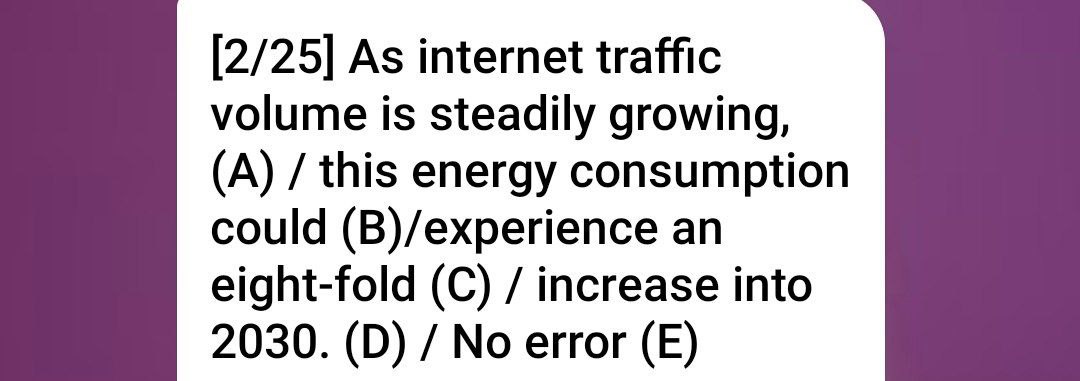 [2/25] As internet traffic
volume is steadily growing,
(A) / this energy consumption
could (B)/experience an
eight-fold (C) / increase into
2030. (D) / No error (E)